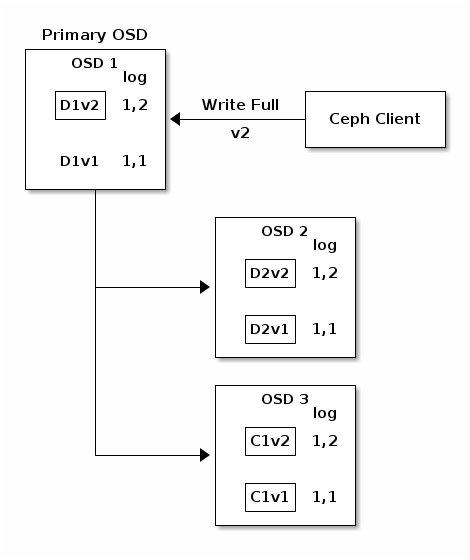 Primary OSD
OSD 1
log
D1v2 1,2
D1v1 1,1
Write Full
v2
Ceph Client
OSD 2
log
D2v2 1,2
D2v1 1,1
OSD 3
log
C1v2 1,2
C1v1 1,1